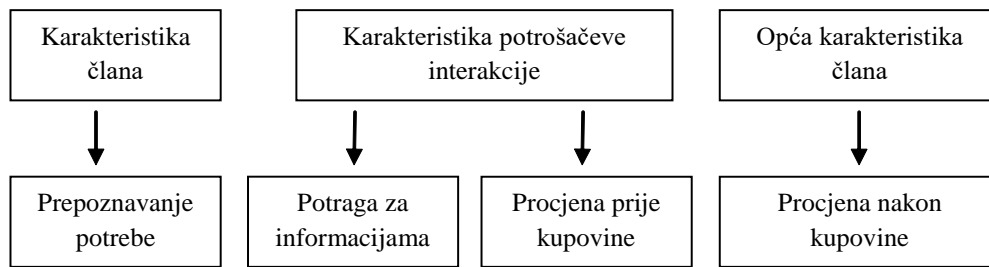 Karakteristika
člana
Karakteristika potrošačeve
interakcije
Opća karakteristika
člana
Prepoznavanje
potrebe
Potraga za
informacijama
Procjena prije
kupovine
Procjena nakon
kupovine